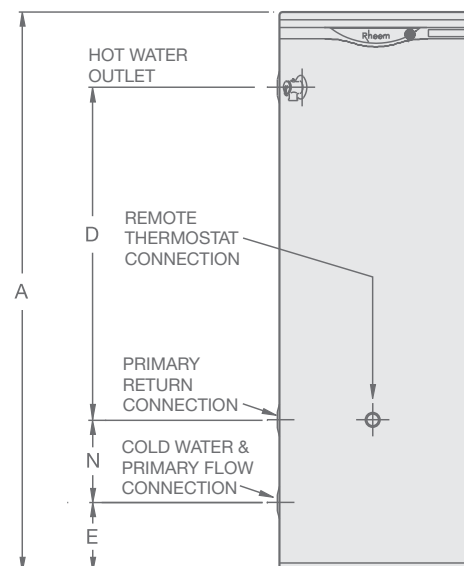 Rheem
HOT WATER
OUTLET
D
REMOTE
THERMOSTAT
CONNECTION
A
PRIMARY
RETURN
CONNECTION
N
COLD WATER &
PRIMARY FLOW
CONNECTION
E